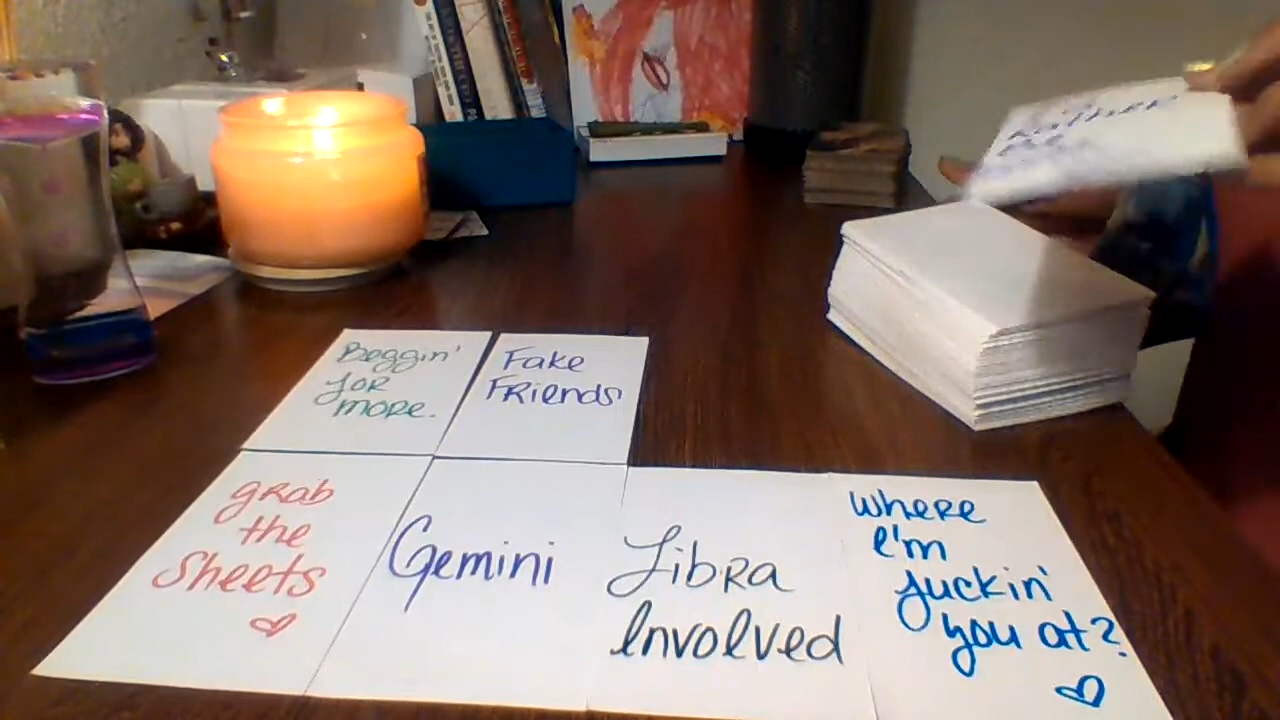 Beggin'
for
more.
Fake
Friends
grab
the
Sheets
Gemini
Libra
Involved
Where
I'm
fuckin'
you at?